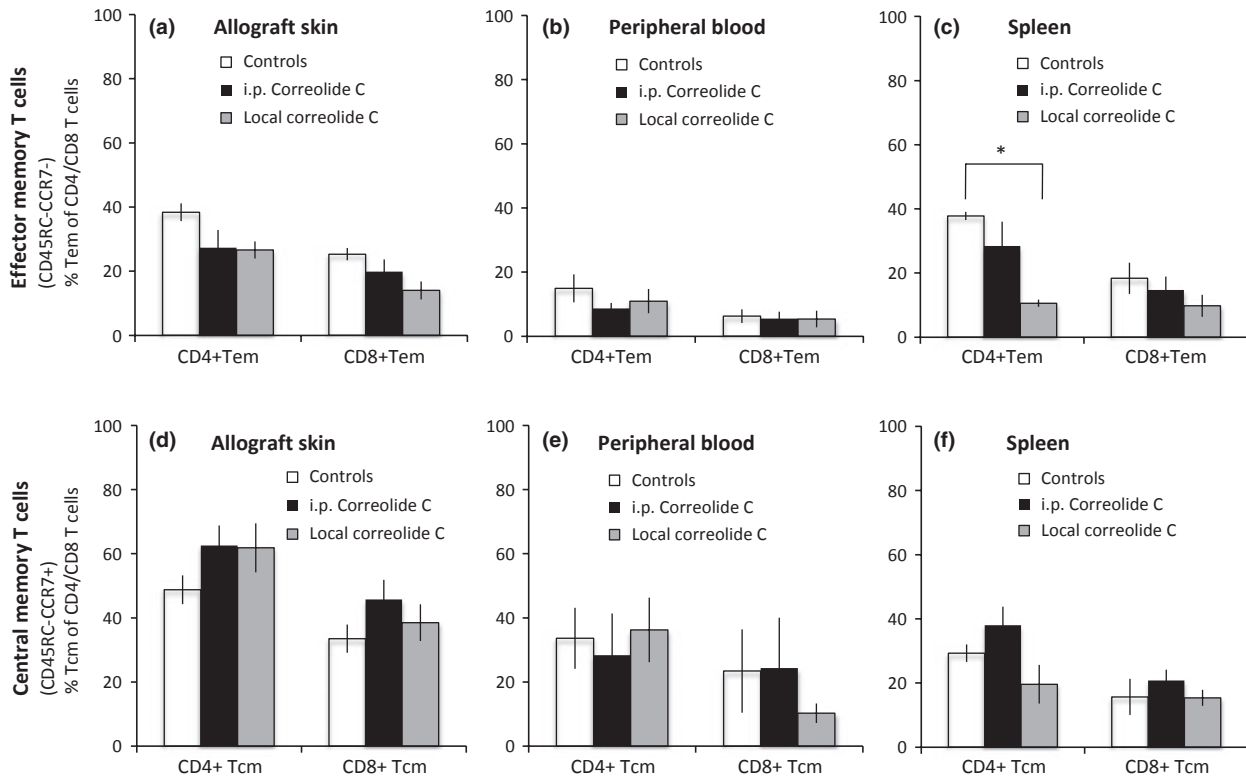 Effector memory T cells
(CD45RC-CCR7-)
% Tem of CD4/CD8 T cells
(a) Allograft skin
Controls
i.p. Correolide C
Local correolide C
100
80
60
40
20
0
CD4+Tem
CD8+Tem
(b) Peripheral blood
Controls
i.p. Correolide C
Local correolide C
100
80
60
40
20
0
CD4+Tem
CD8+Tem
(c) Spleen
Controls
i.p. Correolide C
Local correolide C
*
100
80
60
40
20
0
CD4+Tem
CD8+Tem
Central memory T cells
(CD45RC-CCR7+)
% Tcm of CD4/CD8 T cells
(d) Allograft skin
Controls
i.p. Correolide C
Local correolide C
100
80
60
40
20
0
CD4+ Tcm
CD8+ Tcm
(e) Peripheral blood
Controls
i.p. Correolide C
Local correolide C
100
80
60
40
20
0
CD4+ Tcm
CD8+ Tcm
(f) Spleen
Controls
i.p. Correolide C
Local correolide C
100
80
60
40
20
0
CD4+ Tcm
CD8+ Tcm